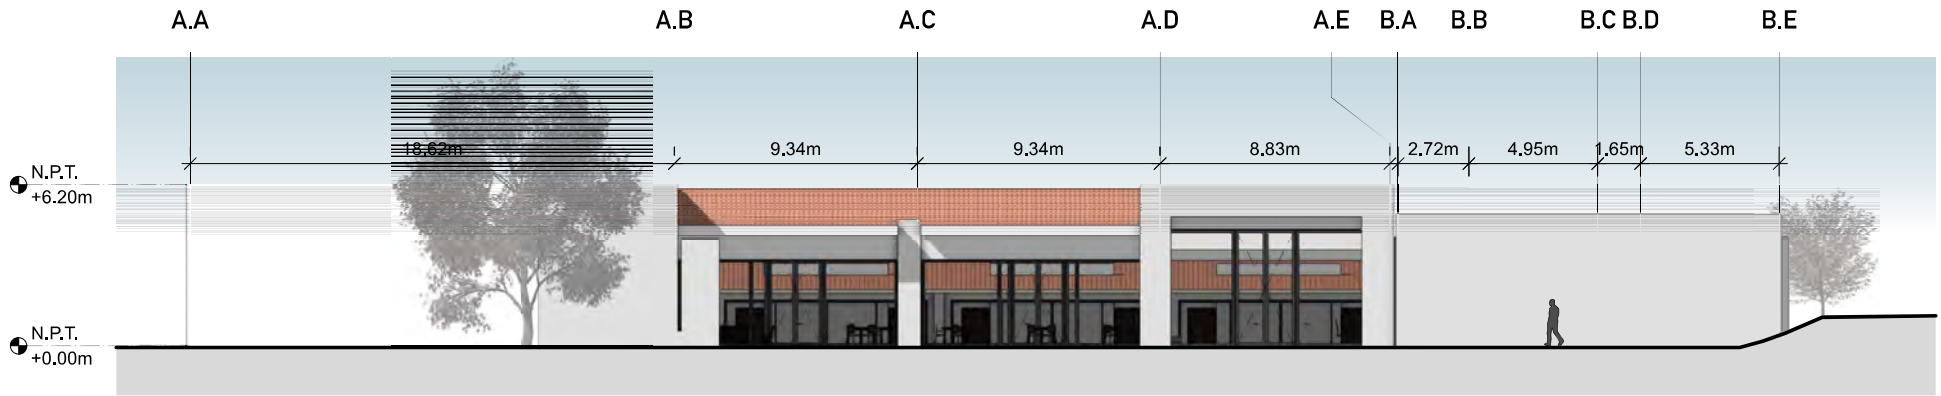 A.A A.B A.C A.D A.E B.A B.B B.C B.D B.E
18,62m 9.34m 9.34m 8.83m 2.72m 4.95m 1.65m 5.33m
N.P.T.
+6.20m
N.P.T.
+0.00m